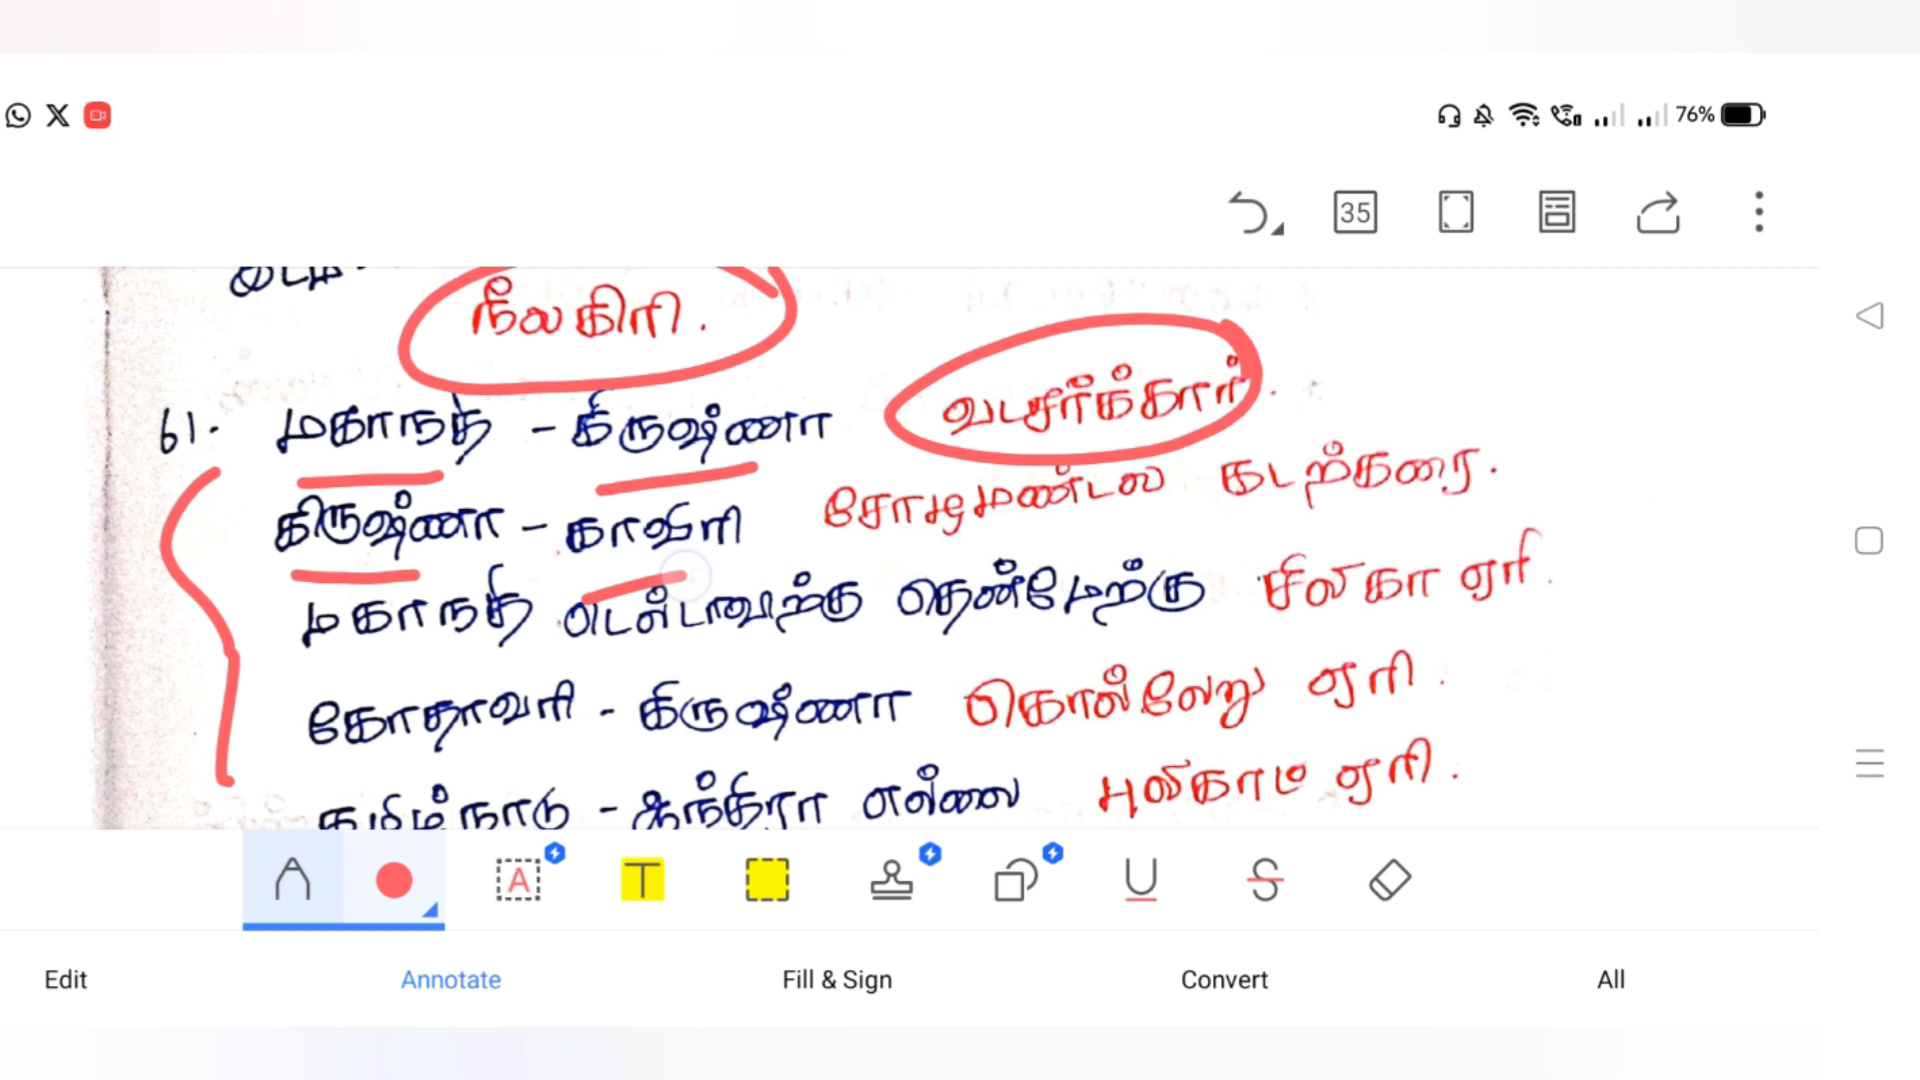 76%
35
நீலகிரி.
61. மகாநதி - கிருஷ்ணா வடசர்க்கார்.
கிருஷ்ணா - காவிரி சோழமண்டல கடற்கரை.
மகாநதி டெல்டாவிற்கு தென்மேற்கு சிலிகா ஏரி.
கோதாவரி - கிருஷ்ணா கொல்லேறு ஏரி.
தமிழ்நாடு - ஆந்திரா எல்லை புலிகாட் ஏரி.
A T U S
Edit Annotate Fill & Sign Convert All